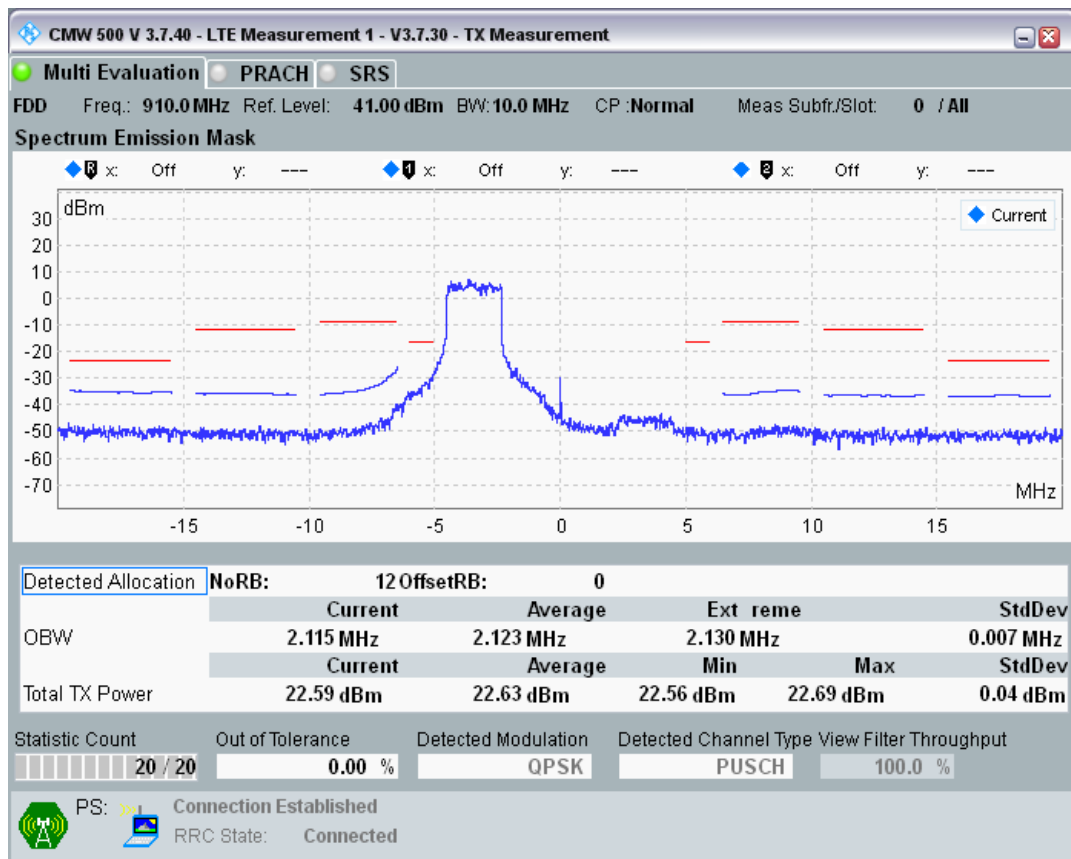 CMW 500 V 3.7.40 - LTE Measurement 1 - V3.7.30 - TX Measurement
Multi Evaluation PRACH SRS
FDD Freq.: 910.0 MHz Ref. Level: 41.00 dBm BW: 10.0 MHz CP :Normal Meas Subfr./Slot: 0 / All
Spectrum Emission Mask
R x: Off y: --- 1 x: Off y: --- 2 x: Off y: ---
dBm
Current
30
20
10
0
-10
-20
-30
-40
-50
-60
-70
MHz
-15 -10 -5 0 5 10 15
Detected Allocation NoRB: 12 OffsetRB: 0
Current Average Ext reme StdDev
OBW 2.115 MHz 2.123 MHz 2.130 MHz 0.007 MHz
Current Average Min Max StdDev
Total TX Power 22.59 dBm 22.63 dBm 22.56 dBm 22.69 dBm 0.04 dBm
Statistic Count Out of Tolerance Detected Modulation Detected Channel Type View Filter Throughput
20 / 20 0.00 % QPSK PUSCH 100.0 %
PS: Connection Established
RRC State: Connected